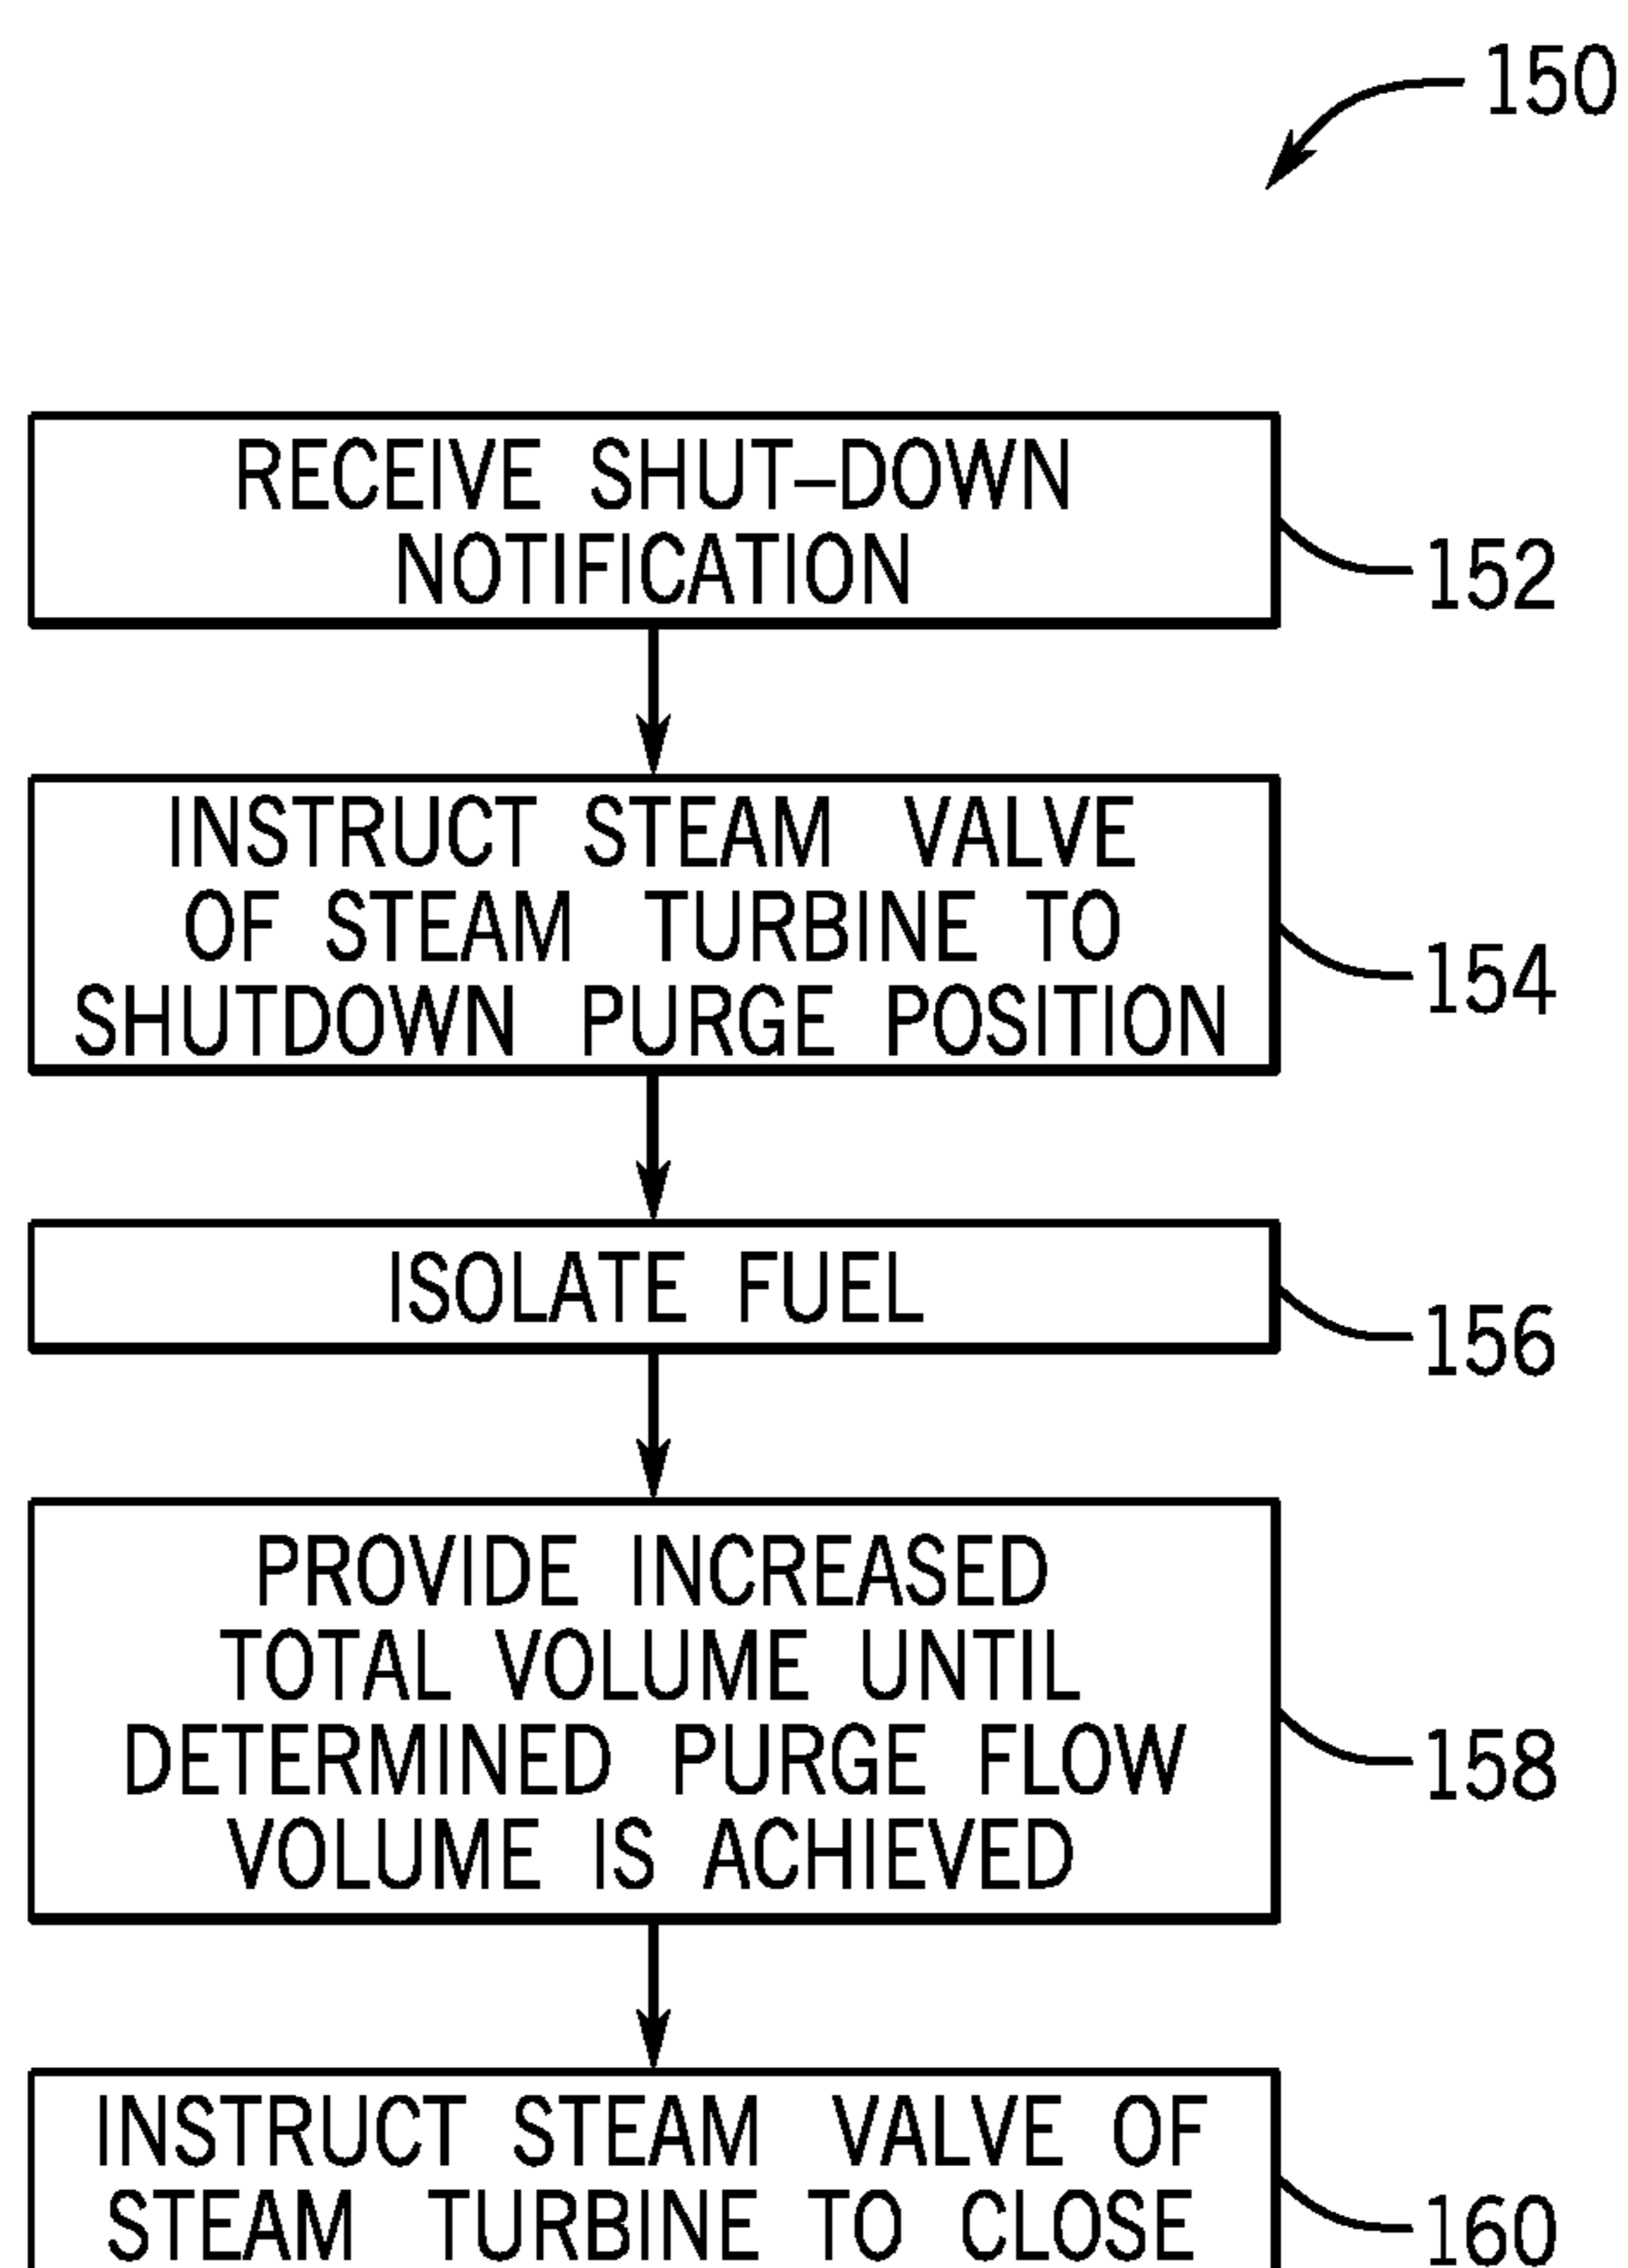 150
RECEIVE SHUT-DOWN
NOTIFICATION
152
INSTRUCT STEAM VALVE
OF STEAM TURBINE TO
SHUTDOWN PURGE POSITION
154
ISOLATE FUEL
156
PROVIDE INCREASED
TOTAL VOLUME UNTIL
DETERMINED PURGE FLOW
VOLUME IS ACHIEVED
158
INSTRUCT STEAM VALVE OF
STEAM TURBINE TO CLOSE
160